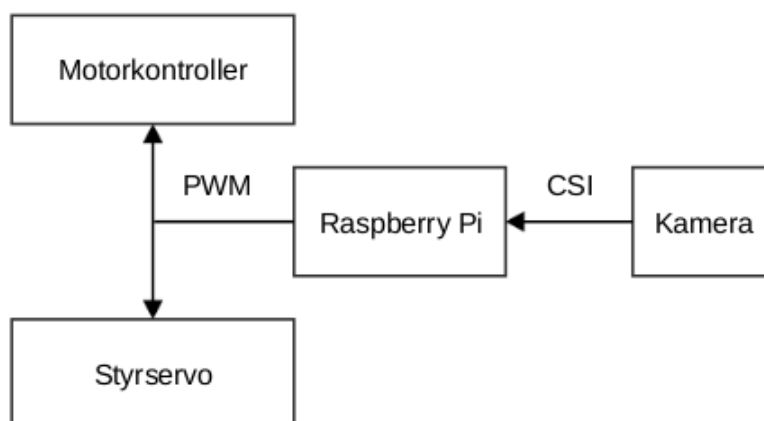 Motorkontroller
PWM
CSI
Raspberry Pi
Kamera
Styrservo